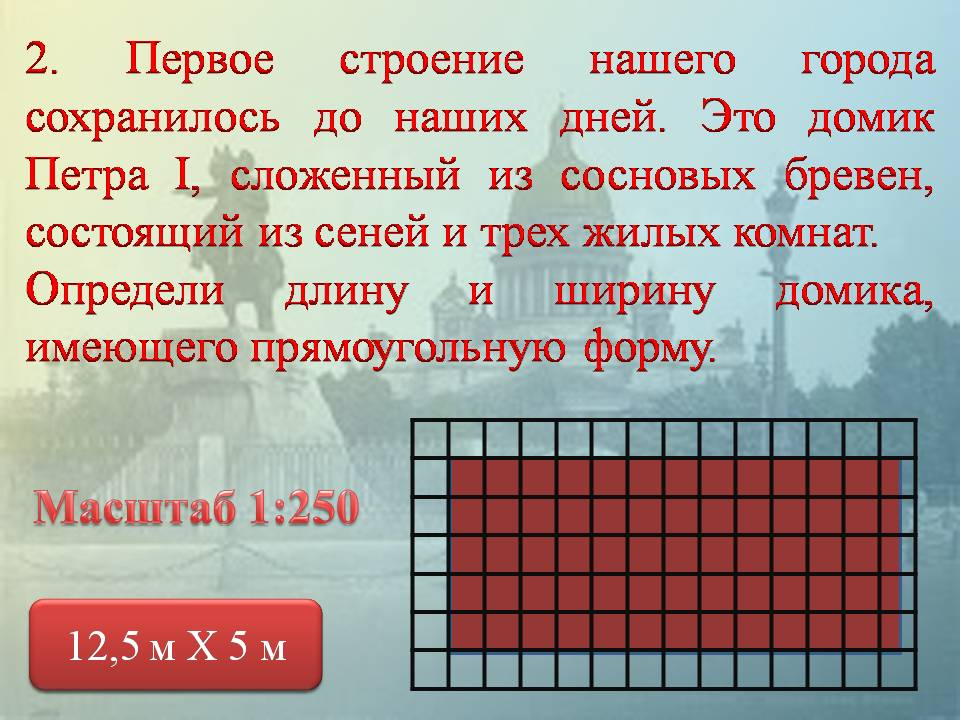 2. Первое строение нашего города
сохранилось до наших дней. Это домик
Петра I, сложенный из сосновых бревен,
состоящий из сеней и трех жилых комнат.
Определи длину и ширину домика,
имеющего прямоугольную форму.
Масштаб 1:250
12,5 м X 5 м